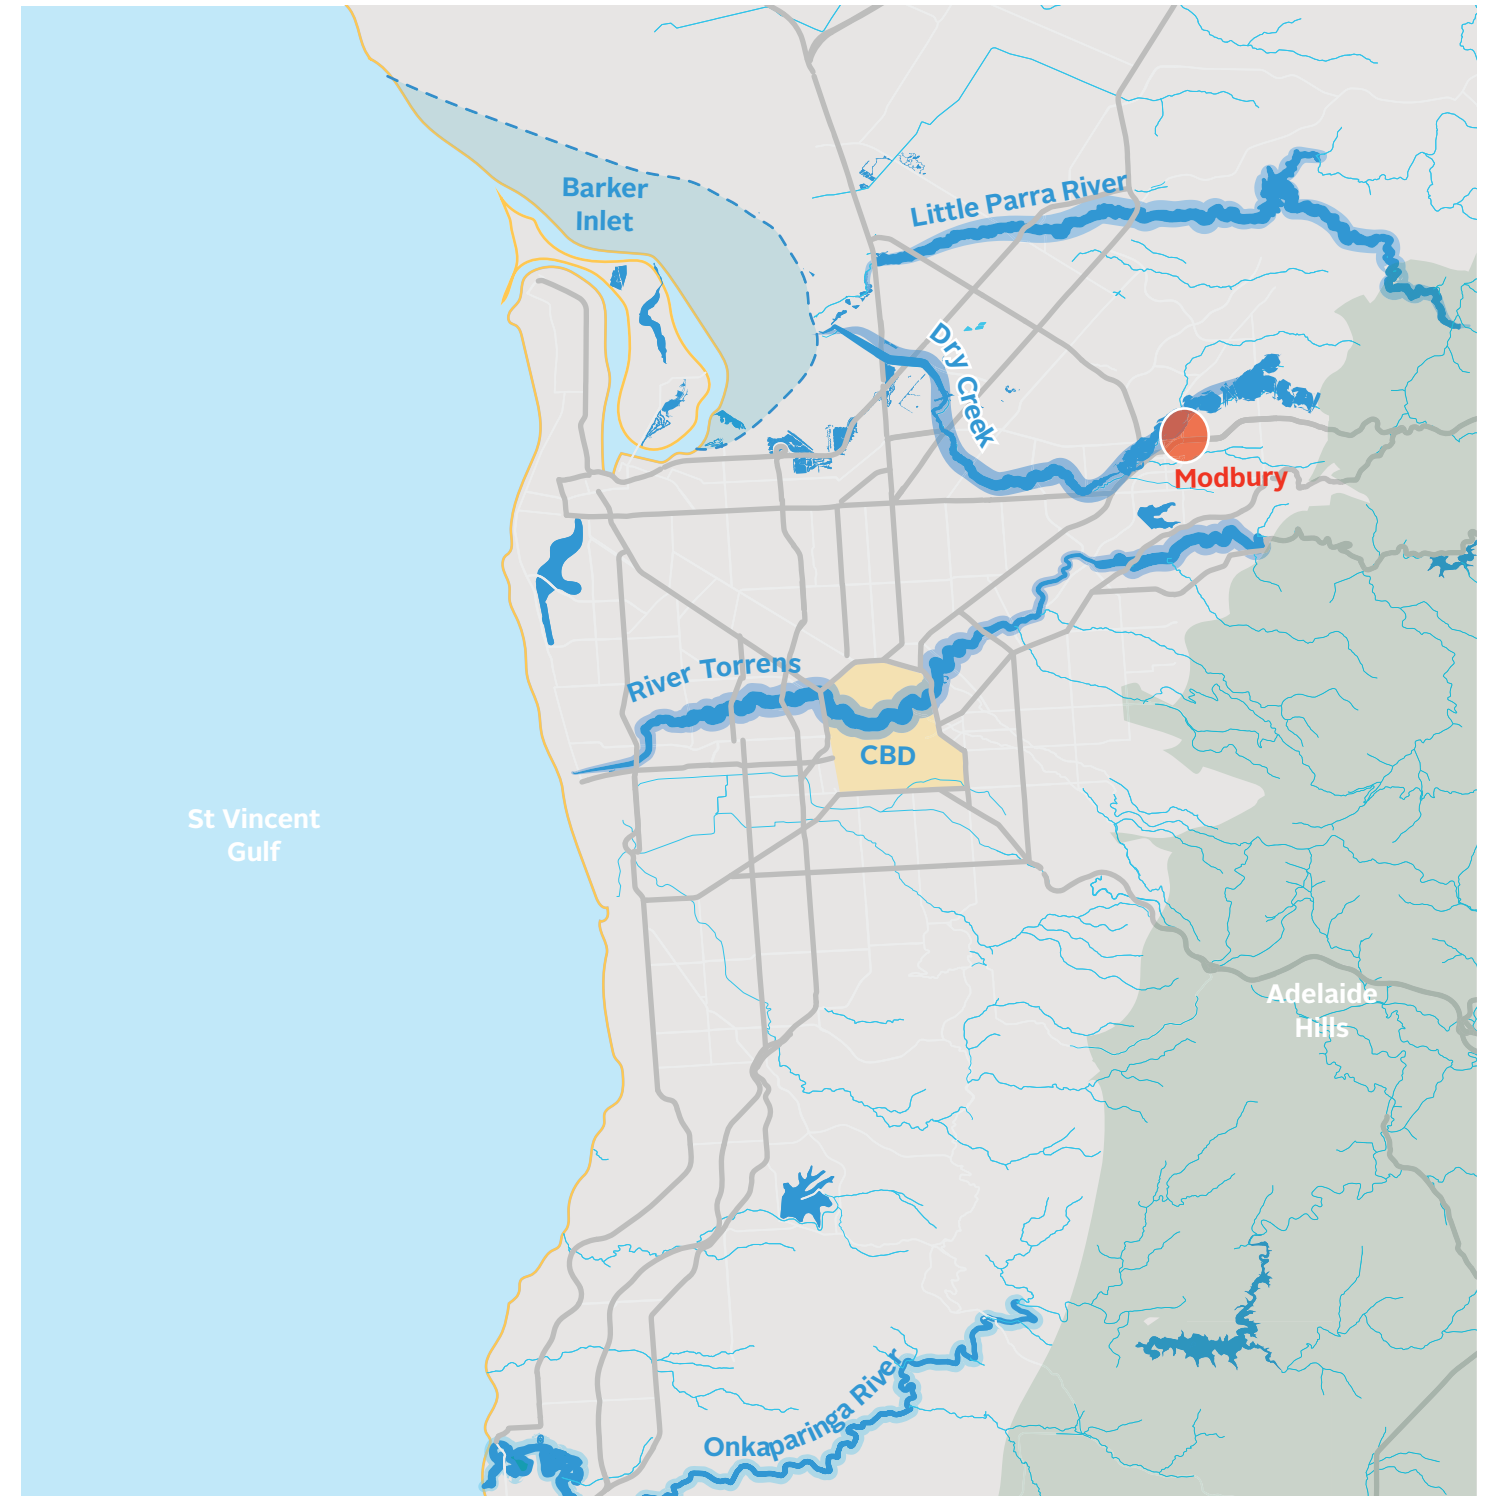 Barker
Inlet
Little Parra River
Dry Creek
Modbury
River Torrens
CBD
St Vincent
Gulf
Adelaide
Hills
Onkaparinga River